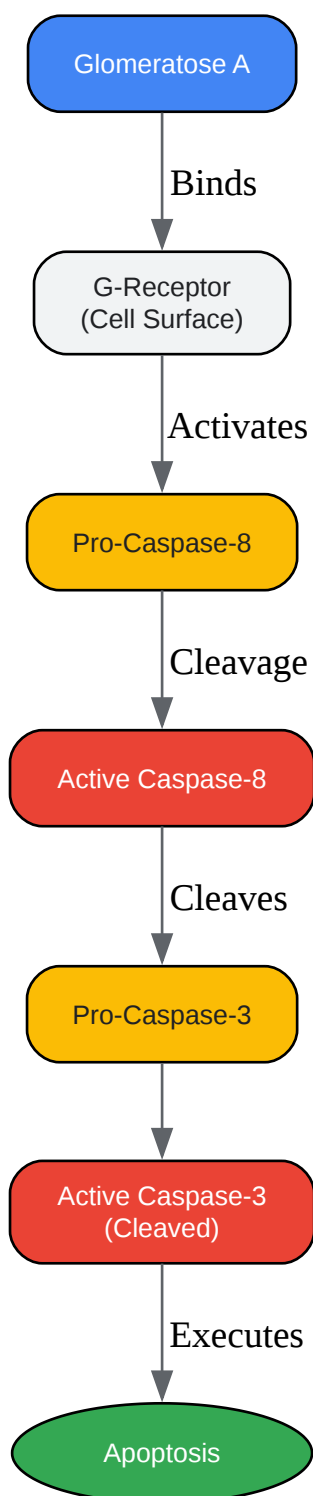 Glomeratose A
Binds
G-Receptor
(Cell Surface)
Activates
Pro-Caspase-8
Cleavage
Active Caspase-8
Cleaves
Pro-Caspase-3
Active Caspase-3
(Cleaved)
Executes
Apoptosis